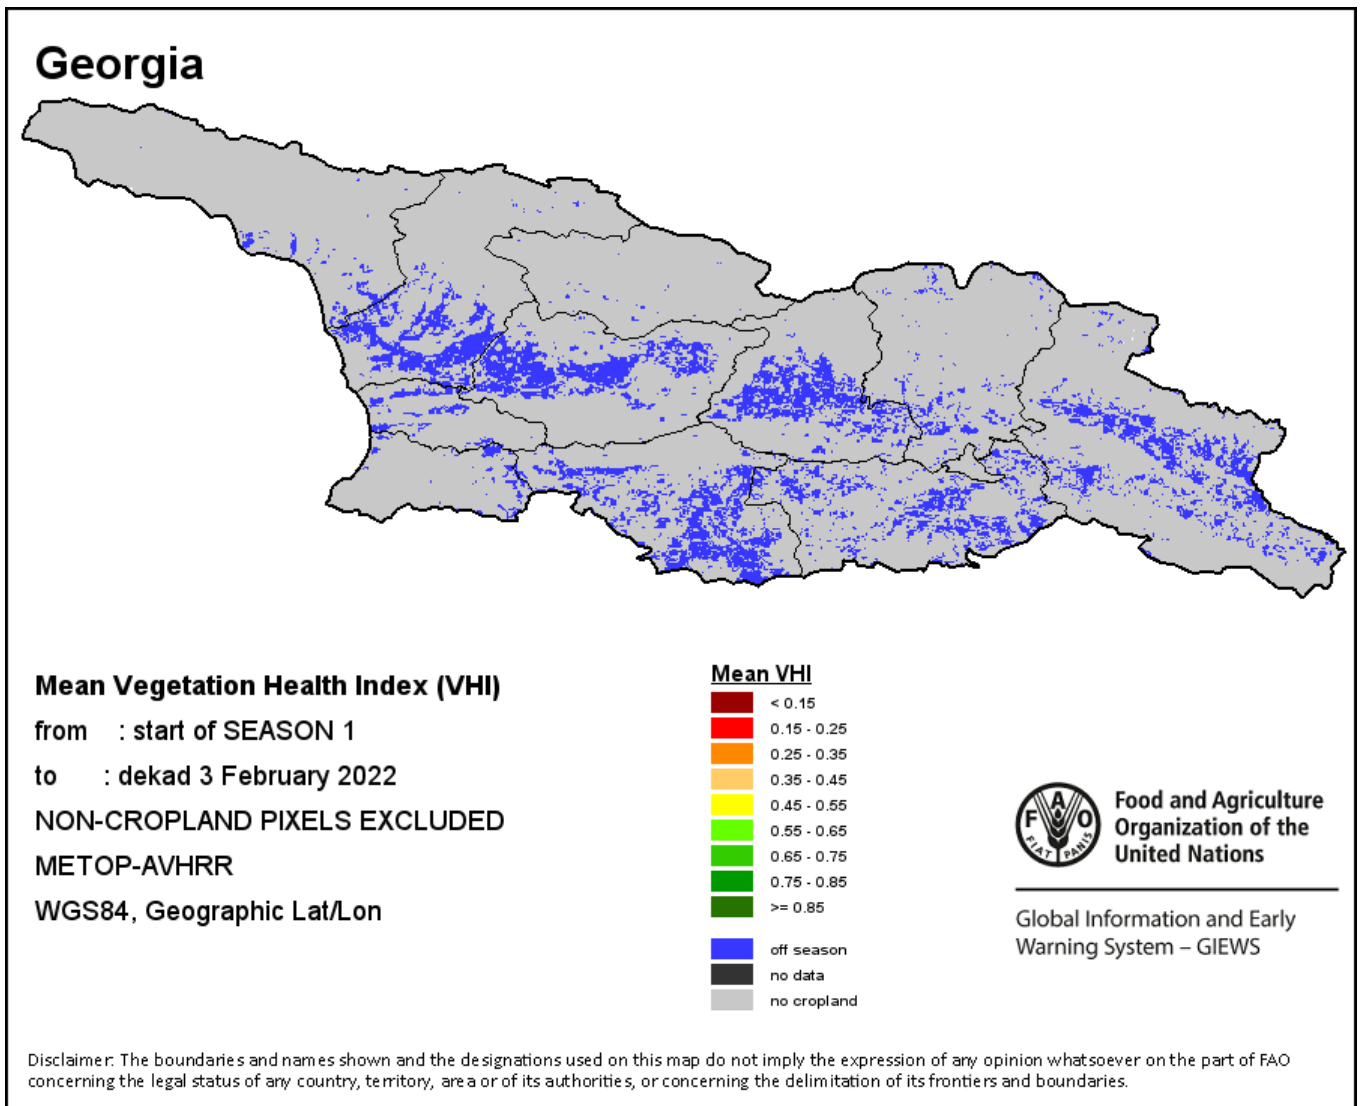 Georgia
Mean Vegetation Health Index (VHI)
from : start of SEASON 1
to : dekad 3 February 2022
NON-CROPLAND PIXELS EXCLUDED
METOP-AVHRR
WGS84, Geographic Lat/Lon
Mean VHI
< 0.15
0.15 - 0.25
0.25 - 0.35
0.35 - 0.45
0.45 - 0.55
0.55 - 0.65
0.65 - 0.75
0.75 - 0.85
>= 0.85
off season
no data
no cropland
F A O
FIAT PANIS
Food and Agriculture
Organization of the
United Nations
Global Information and Early
Warning System – GIEWS
Disclaimer: The boundaries and names shown and the designations used on this map do not imply the expression of any opinion whatsoever on the part of FAO
concerning the legal status of any country, territory, area or of its authorities, or concerning the delimitation of its frontiers and boundaries.